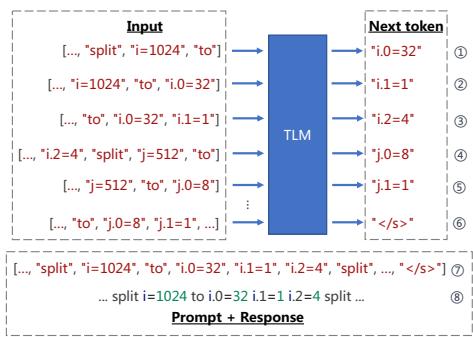 Input Next token
[..., "split", "i=1024", "to"] "i.0=32" ①
[..., "i=1024", "to", "i.0=32"] "i.1=1" ②
[..., "to", "i.0=32", "i.1=1"] "i.2=4" ③
TLM
[..., "i.2=4", "split", "j=512", "to"] "j.0=8" ④
[..., "j=512", "to", "j.0=8"] "j.1=1" ⑤
⋮
[..., "to", "j.0=8", "j.1=1", ...] "</s>" ⑥
[..., "split", "i=1024", "to", "i.0=32", "i.1=1", "i.2=4", "split", ..., "</s>"] ⑦
... split i=1024 to i.0=32 i.1=1 i.2=4 split ... ⑧
Prompt + Response